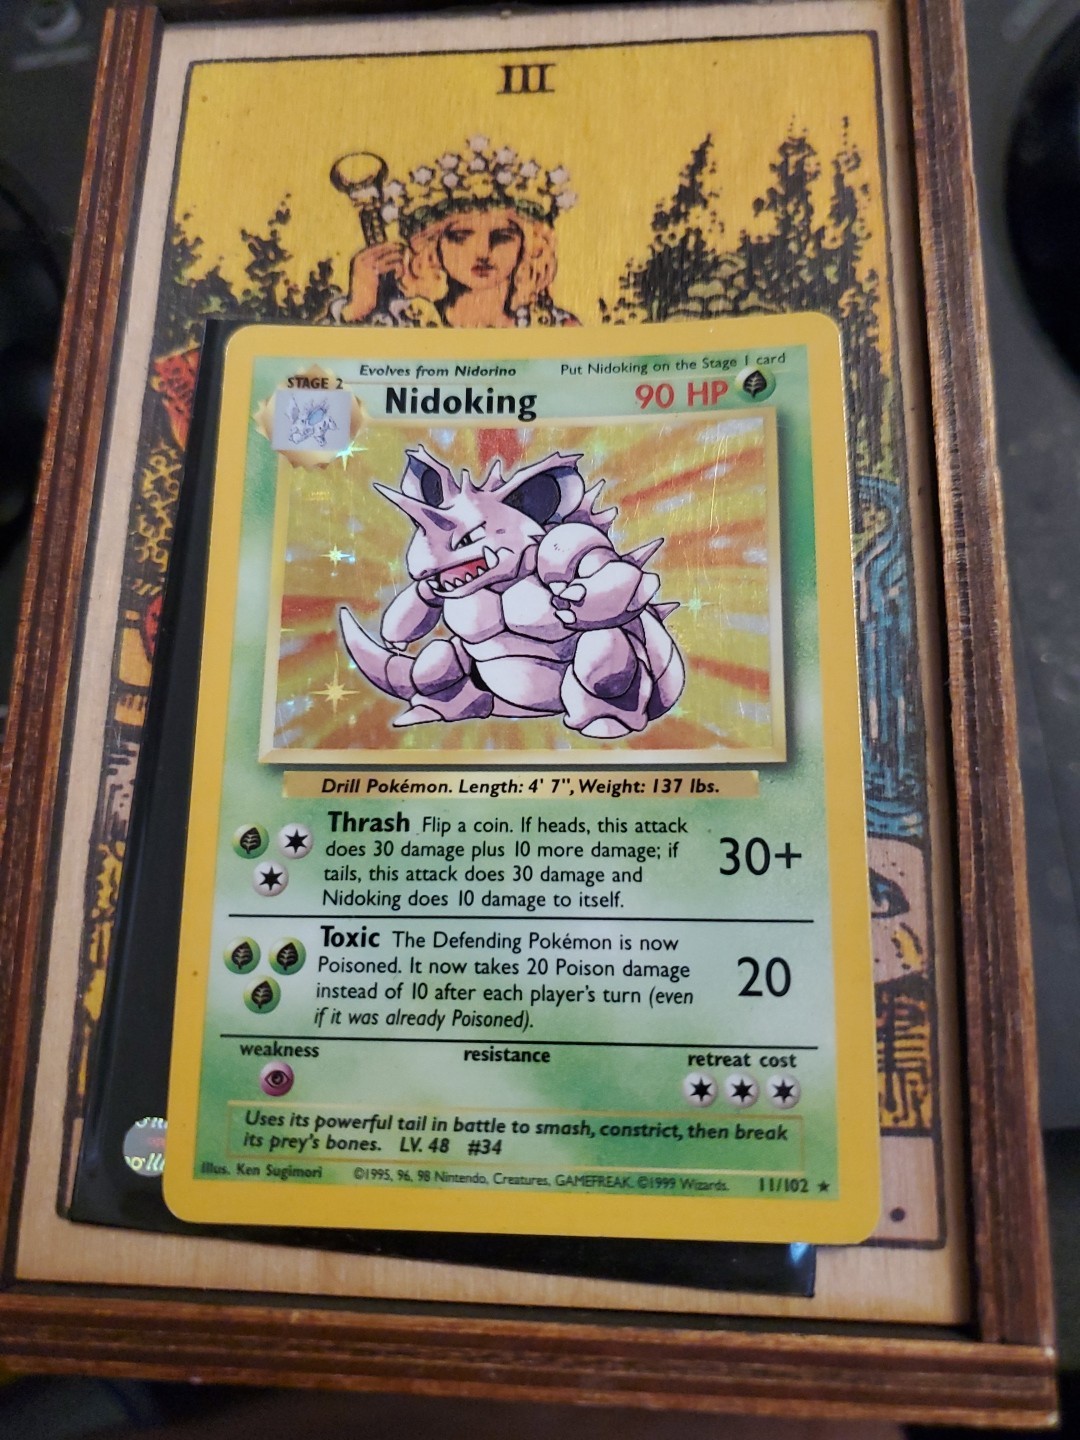 III
Evolves from Nidorino
Put Nidoking on the Stage 1 card
STAGE 2
Nidoking
90 HP
Drill Pokémon. Length: 4' 7", Weight: 137 lbs.
Thrash Flip a coin. If heads, this attack
does 30 damage plus 10 more damage; if
tails, this attack does 30 damage and
Nidoking does 10 damage to itself.
30+
Toxic The Defending Pokémon is now
Poisoned. It now takes 20 Poison damage
instead of 10 after each player's turn (even
if it was already Poisoned).
20
weakness
resistance
retreat cost
Uses its powerful tail in battle to smash, constrict, then break
its prey's bones. LV. 48 #34
Illus. Ken Sugimori
©1995, 96, 98 Nintendo, Creatures, GAMEFREAK. ©1999 Wizards.
11/102 ★